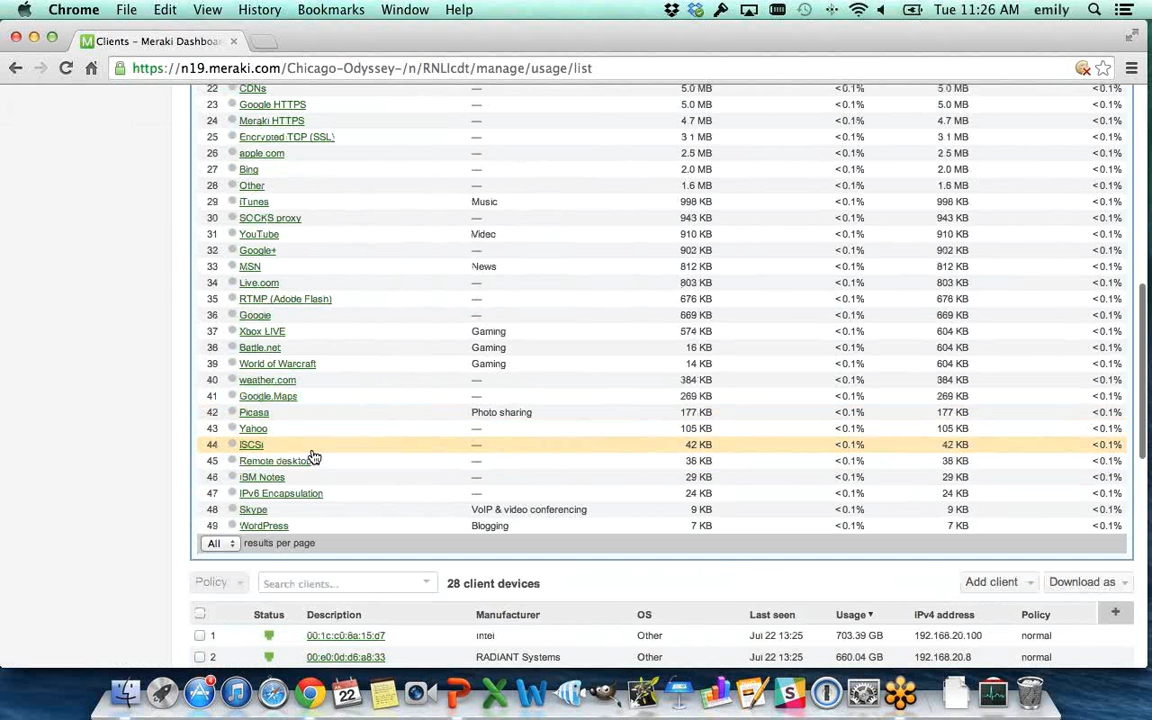 Chrome File Edit View History Bookmarks Window Help Tue 11:26 AM emily
Clients – Meraki Dashboa
https://n19.meraki.com/Chicago-Odyssey-/n/RNLlcdt/manage/usage/list
22 CDNs — 5.0 MB <0.1% 5.0 MB <0.1%
23 Google HTTPS — 5.0 MB <0.1% 5.0 MB <0.1%
24 Meraki HTTPS — 4.7 MB <0.1% 4.7 MB <0.1%
25 Encrypted TCP (SSL) — 3.1 MB <0.1% 3.1 MB <0.1%
26 apple.com — 2.5 MB <0.1% 2.5 MB <0.1%
27 Bing — 2.0 MB <0.1% 2.0 MB <0.1%
28 Other — 1.6 MB <0.1% 1.6 MB <0.1%
29 iTunes Music 998 KB <0.1% 998 KB <0.1%
30 SOCKS proxy — 943 KB <0.1% 943 KB <0.1%
31 YouTube Video 910 KB <0.1% 910 KB <0.1%
32 Google+ — 902 KB <0.1% 902 KB <0.1%
33 MSN News 812 KB <0.1% 812 KB <0.1%
34 Live.com — 803 KB <0.1% 803 KB <0.1%
35 RTMP (Adobe Flash) — 676 KB <0.1% 676 KB <0.1%
36 Google — 669 KB <0.1% 669 KB <0.1%
37 Xbox LIVE Gaming 574 KB <0.1% 604 KB <0.1%
38 Battle.net Gaming 16 KB <0.1% 604 KB <0.1%
39 World of Warcraft Gaming 14 KB <0.1% 604 KB <0.1%
40 weather.com — 384 KB <0.1% 384 KB <0.1%
41 Google Maps — 269 KB <0.1% 269 KB <0.1%
42 Picasa Photo sharing 177 KB <0.1% 177 KB <0.1%
43 Yahoo — 105 KB <0.1% 105 KB <0.1%
44 iSCSi — 42 KB <0.1% 42 KB <0.1%
45 Remote desktop — 38 KB <0.1% 38 KB <0.1%
46 IBM Notes — 29 KB <0.1% 29 KB <0.1%
47 IPv6 Encapsulation — 24 KB <0.1% 24 KB <0.1%
48 Skype VoIP & video conferencing 9 KB <0.1% 9 KB <0.1%
49 WordPress Blogging 7 KB <0.1% 7 KB <0.1%
All results per page
Policy Search clients... 28 client devices Add client Download as
Status Description Manufacturer OS Last seen Usage IPv4 address Policy +
1 00:1c:c0:8a:15:d7 Intel Other Jul 22 13:25 703.39 GB 192.168.20.100 normal
2 00:e0:0d:d6:a8:33 RADIANT Systems Other Jul 22 13:25 660.04 GB 192.168.20.8 normal
22